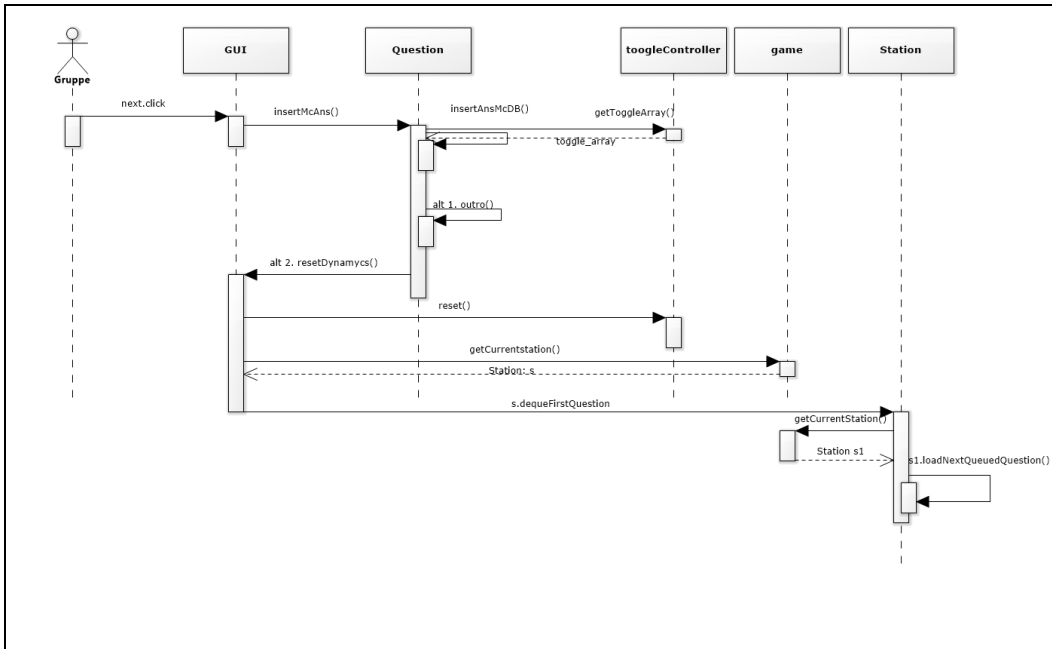 GUI
Question
toogleController
game
Station
Gruppe
next.click
insertMcAns()
insertAnsMcDB()
getToggleArray()
toggle_array
alt 1. outro()
alt 2. resetDynamycs()
reset()
getCurrentstation()
Station: s
s.dequeFirstQuestion
getCurrentStation()
Station s1
s1.loadNextQueuedQuestion()